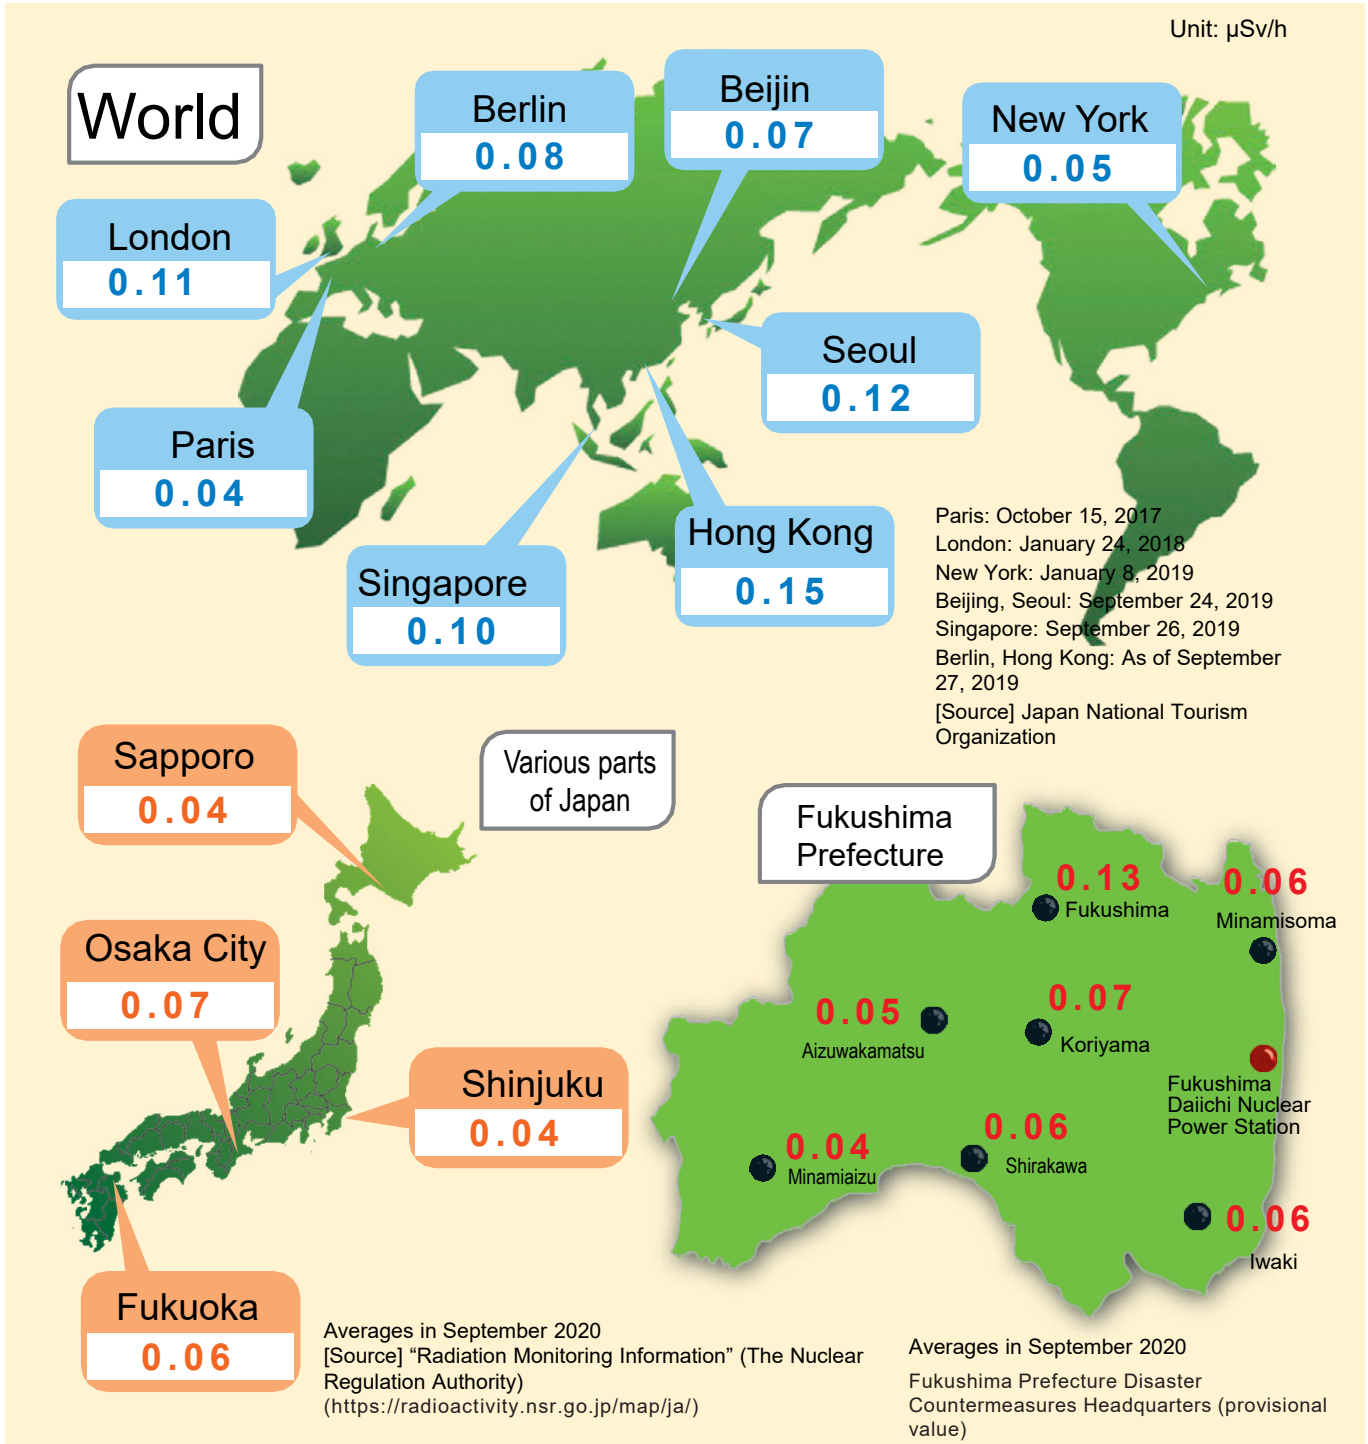 Unit: μSv/h
World
Berlin
0.08
Beijin
0.07
New York
0.05
London
0.11
Seoul
0.12
Paris
0.04
Singapore
0.10
Hong Kong
0.15
Paris: October 15, 2017
London: January 24, 2018
New York: January 8, 2019
Beijing, Seoul: September 24, 2019
Singapore: September 26, 2019
Berlin, Hong Kong: As of September
27, 2019
[Source] Japan National Tourism
Organization
Various parts
of Japan
Sapporo
0.04
Osaka City
0.07
Shinjuku
0.04
Fukuoka
0.06
Averages in September 2020
[Source] “Radiation Monitoring Information” (The Nuclear
Regulation Authority)
(https://radioactivity.nsr.go.jp/map/ja/)
Fukushima
Prefecture
0.13
Fukushima
0.06
Minamisoma
0.05
Aizuwakamatsu
0.07
Koriyama
Fukushima
Daiichi Nuclear
Power Station
0.04
Minamiaizu
0.06
Shirakawa
0.06
Iwaki
Averages in September 2020
Fukushima Prefecture Disaster
Countermeasures Headquarters (provisional
value)